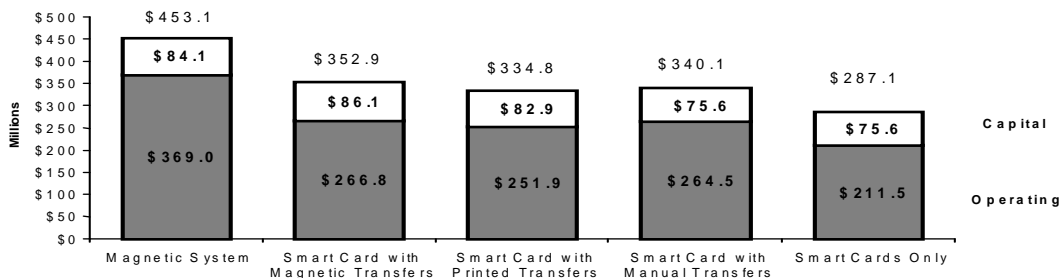 $500
$450
$400
$350
$300
$250
$200
$150
$100
$50
$0
Millions
$453.1
$84.1
$369.0
$352.9
$86.1
$266.8
$334.8
$82.9
$251.9
$340.1
$75.6
$264.5
$287.1
$75.6
$211.5
Capital
Operating
Magnetic System
Smart Card with
Magnetic Transfers
Smart Card with
Printed Transfers
Smart Card with
Manual Transfers
Smart Cards Only